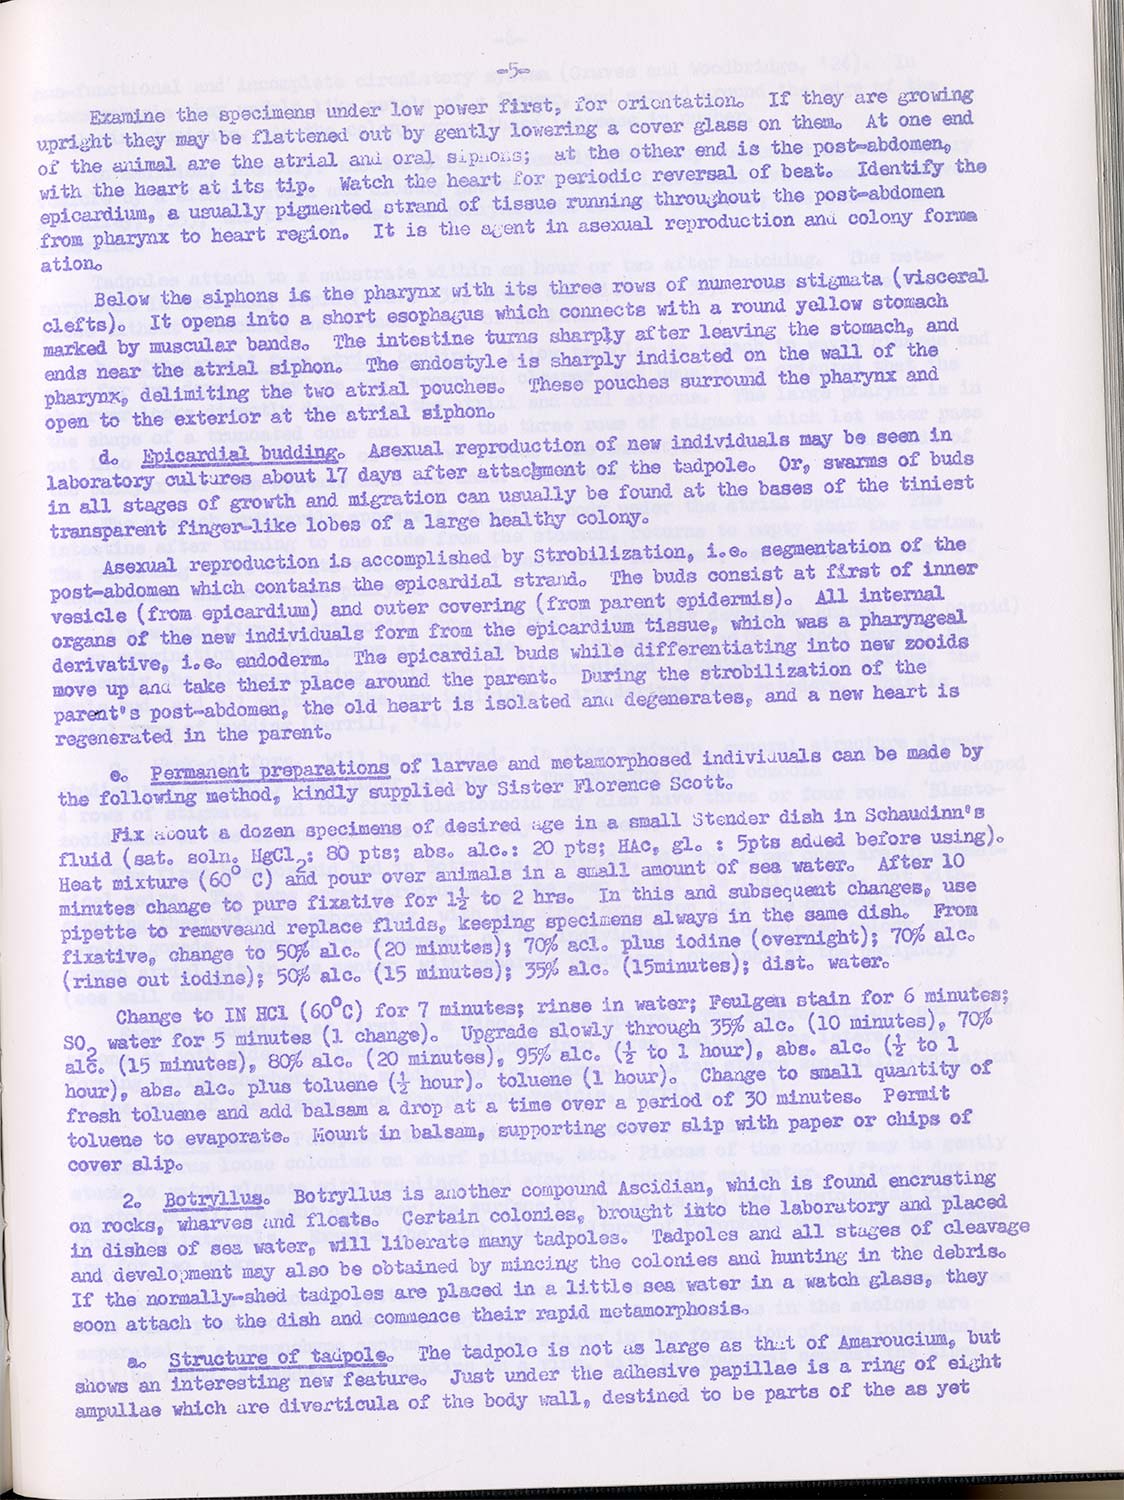 -5-
Examine the specimens under low power first, for orientation. If they are growing
upright they may be flattened out by gently lowering a cover glass on them. At one end
of the animal are the atrial and oral siphons; at the other end is the post-abdomen,
with the heart at its tip. Watch the heart for periodic reversal of beat. Identify the
epicardium, a usually pigmented strand of tissue running throughout the post-abdomen
from pharynx to heart region. It is the agent in asexual reproduction and colony forma
ation.
Below the siphons is the pharynx with its three rows of numerous stigmata (visceral
clefts). It opens into a short esophagus which connects with a round yellow stomach
marked by muscular bands. The intestine turns sharply after leaving the stomach, and
ends near the atrial siphon. The endostyle is sharply indicated on the wall of the
pharynx, delimiting the two atrial pouches. These pouches surround the pharynx and
open to the exterior at the atrial siphon.
d. Epicardial budding. Asexual reproduction of new individuals may be seen in
laboratory cultures about 17 days after attachment of the tadpole. Or, swarms of buds
in all stages of growth and migration can usually be found at the bases of the tiniest
transparent finger-like lobes of a large healthy colony.
Asexual reproduction is accomplished by Strobilization, i.e. segmentation of the
post-abdomen which contains the epicardial strand. The buds consist at first of inner
vesicle (from epicardium) and outer covering (from parent epidermis). All internal
organs of the new individuals form from the epicardium tissue, which was a pharyngeal
derivative, i.e. endoderm. The epicardial buds while differentiating into new zooids
move up and take their place around the parent. During the strobilization of the
parent's post-abdomen, the old heart is isolated and degenerates, and a new heart is
regenerated in the parent.
e. Permanent preparations of larvae and metamorphosed individuals can be made by
the following method, kindly supplied by Sister Florence Scott.
Fix about a dozen specimens of desired age in a small Stender dish in Schaudinn's
fluid (sat. soln. HgCl2: 80 pts; abs. alc.: 20 pts; HAc, gl. : 5pts added before using).
Heat mixture (60° C) and pour over animals in a small amount of sea water. After 10
minutes change to pure fixative for 1½ to 2 hrs. In this and subsequent changes, use
pipette to removeand replace fluids, keeping specimens always in the same dish. From
fixative, change to 50% alc. (20 minutes); 70% acl. plus iodine (overnight); 70% alc.
(rinse out iodine); 50% alc. (15 minutes); 35% alc. (15minutes); dist. water.
Change to IN HCl (60°C) for 7 minutes; rinse in water; Feulgen stain for 6 minutes;
SO2 water for 5 minutes (1 change). Upgrade slowly through 35% alc. (10 minutes), 70%
alc. (15 minutes), 80% alc. (20 minutes), 95% alc. (½ to 1 hour), abs. alc. (½ to 1
hour), abs. alc. plus toluene (½ hour). toluene (1 hour). Change to small quantity of
fresh toluene and add balsam a drop at a time over a period of 30 minutes. Permit
toluene to evaporate. Mount in balsam, supporting cover slip with paper or chips of
cover slip.
2. Botryllus. Botryllus is another compound Ascidian, which is found encrusting
on rocks, wharves and floats. Certain colonies, brought into the laboratory and placed
in dishes of sea water, will liberate many tadpoles. Tadpoles and all stages of cleavage
and development may also be obtained by mincing the colonies and hunting in the debris.
If the normally-shed tadpoles are placed in a little sea water in a watch glass, they
soon attach to the dish and commence their rapid metamorphosis.
a. Structure of tadpole. The tadpole is not as large as that of Amaroucium, but
shows an interesting new feature. Just under the adhesive papillae is a ring of eight
ampullae which are diverticula of the body wall, destined to be parts of the as yet